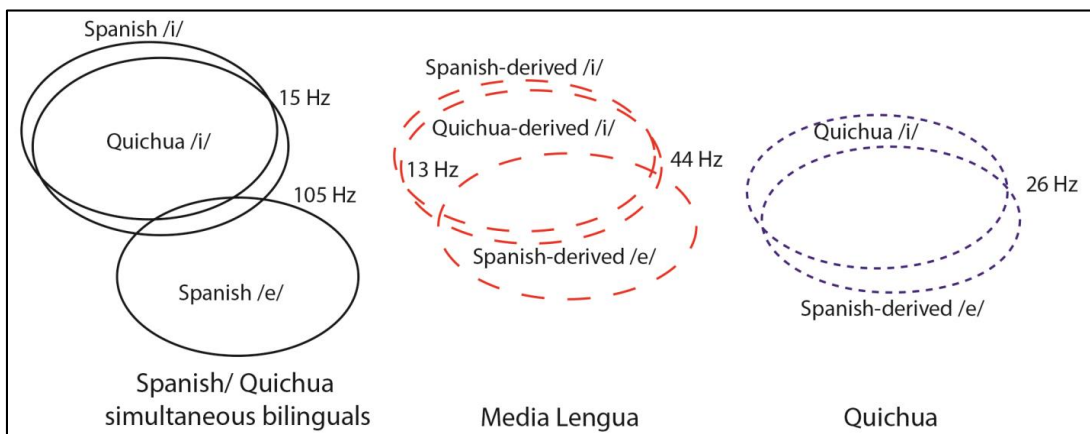 Spanish /i/
Quichua /i/
15 Hz
105 Hz
Spanish /e/
Spanish/ Quichua
simultaneous bilinguals
Spanish-derived /i/
Quichua-derived /i/
13 Hz
44 Hz
Spanish-derived /e/
Media Lengua
Quichua /i/
26 Hz
Spanish-derived /e/
Quichua